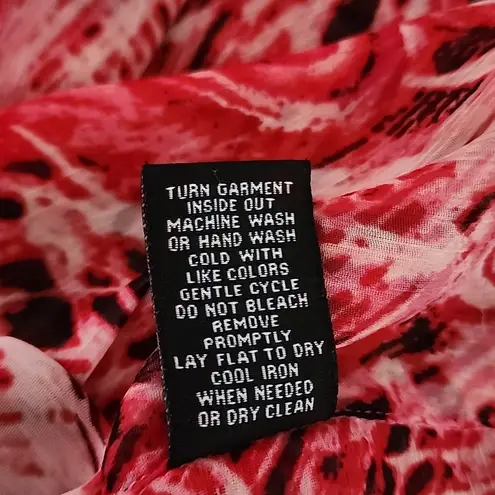 TURN GARMENT
INSIDE OUT
MACHINE WASH
OR HAND WASH
COLD WITH
LIKE COLORS
GENTLE CYCLE
DO NOT BLEACH
REMOVE
PROMPTLY
LAY FLAT TO DRY
COOL IRON
WHEN NEEDED
OR DRY CLEAN